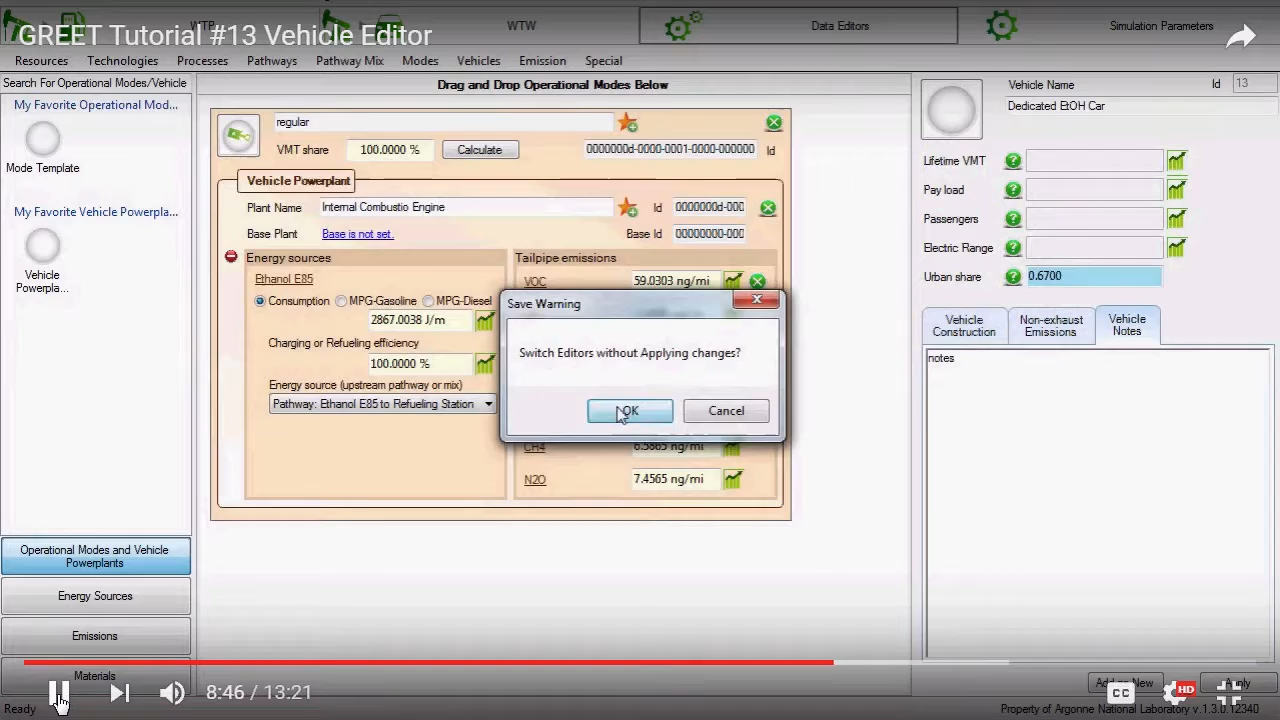 GREET Tutorial #13 Vehicle Editor
WTW
Data Editors
Simulation Parameters
Resources Technologies Processes Pathways Pathway Mix Modes Vehicles Emission Special
Search For Operational Modes/Vehicle
My Favorite Operational Mod...
Mode Template
My Favorite Vehicle Powerpla...
Vehicle
Powerpla...
Operational Modes and Vehicle
Powerplants
Energy Sources
Emissions
Materials
Drag and Drop Operational Modes Below
regular
VMT share 100.0000 % Calculate 0000000d-0000-0001-0000-000000 Id
Vehicle Powerplant
Plant Name Internal Combustio Engine Id 0000000d-000
Base Plant Base is not set. Base Id 00000000-000
Energy sources
Ethanol E85
Consumption MPG-Gasoline MPG-Diesel
2867.0038 J/m
Charging or Refueling efficiency
100.0000 %
Energy source (upstream pathway or mix)
Pathway: Ethanol E85 to Refueling Station
Tailpipe emissions
VOC 59.0303 ng/mi
CH4 6.5865 ng/mi
N2O 7.4565 ng/mi
Save Warning
Switch Editors without Applying changes?
OK Cancel
Vehicle Name Id 13
Dedicated EtOH Car
Lifetime VMT
Pay load
Passengers
Electric Range
Urban share 0.6700
Vehicle
Construction
Non-exhaust
Emissions
Vehicle
Notes
notes
Apply
8:46 / 13:21
CC
HD
Ready
Property of Argonne National Laboratory v.1.3.0.12340